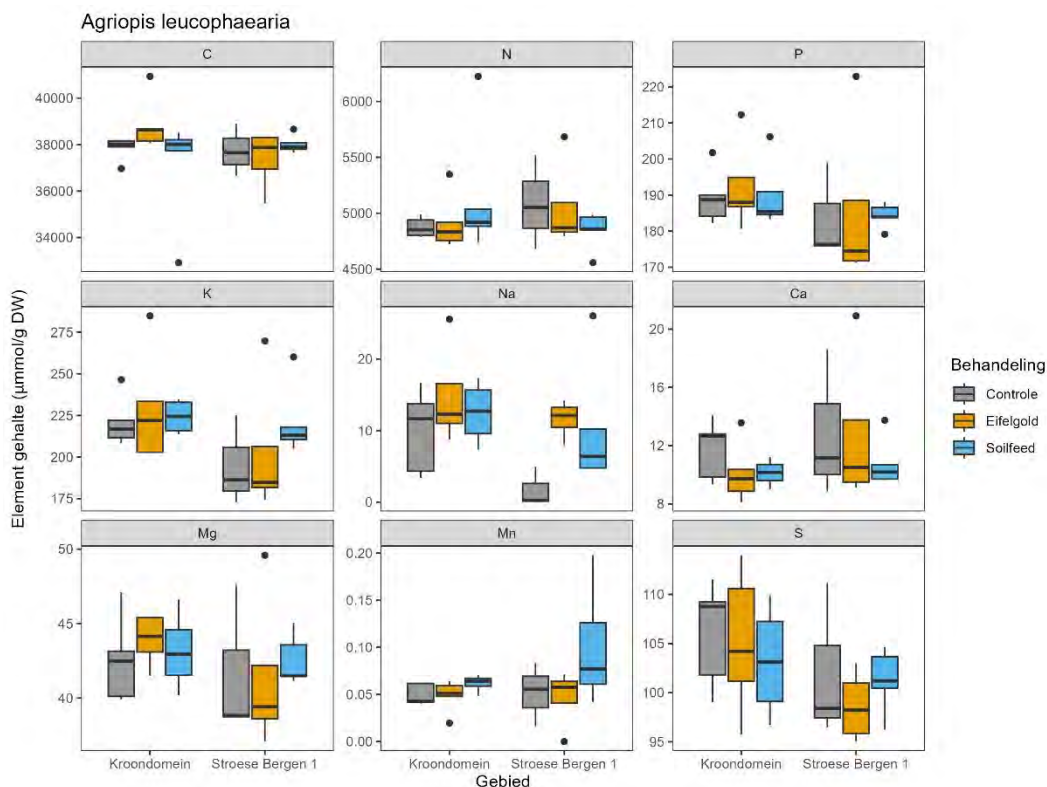 Agriopis leucophaearia
C
N
P
40000
38000
36000
33000
6000
5500
5000
4500
220
210
200
190
180
170
K
Na
Ca
275
250
225
200
175
20
10
0
20
16
12
8
Mg
Mn
S
50
45
40
0.20
0.15
0.10
0.05
0.00
110
105
100
95
Element gehalte (µmmol/g DW)
Kroondomein Stroese Bergen 1
Kroondomein Stroese Bergen 1
Kroondomein Stroese Bergen 1
Gebied
Behandeling
Controle
Eifelgold
Soilfeed